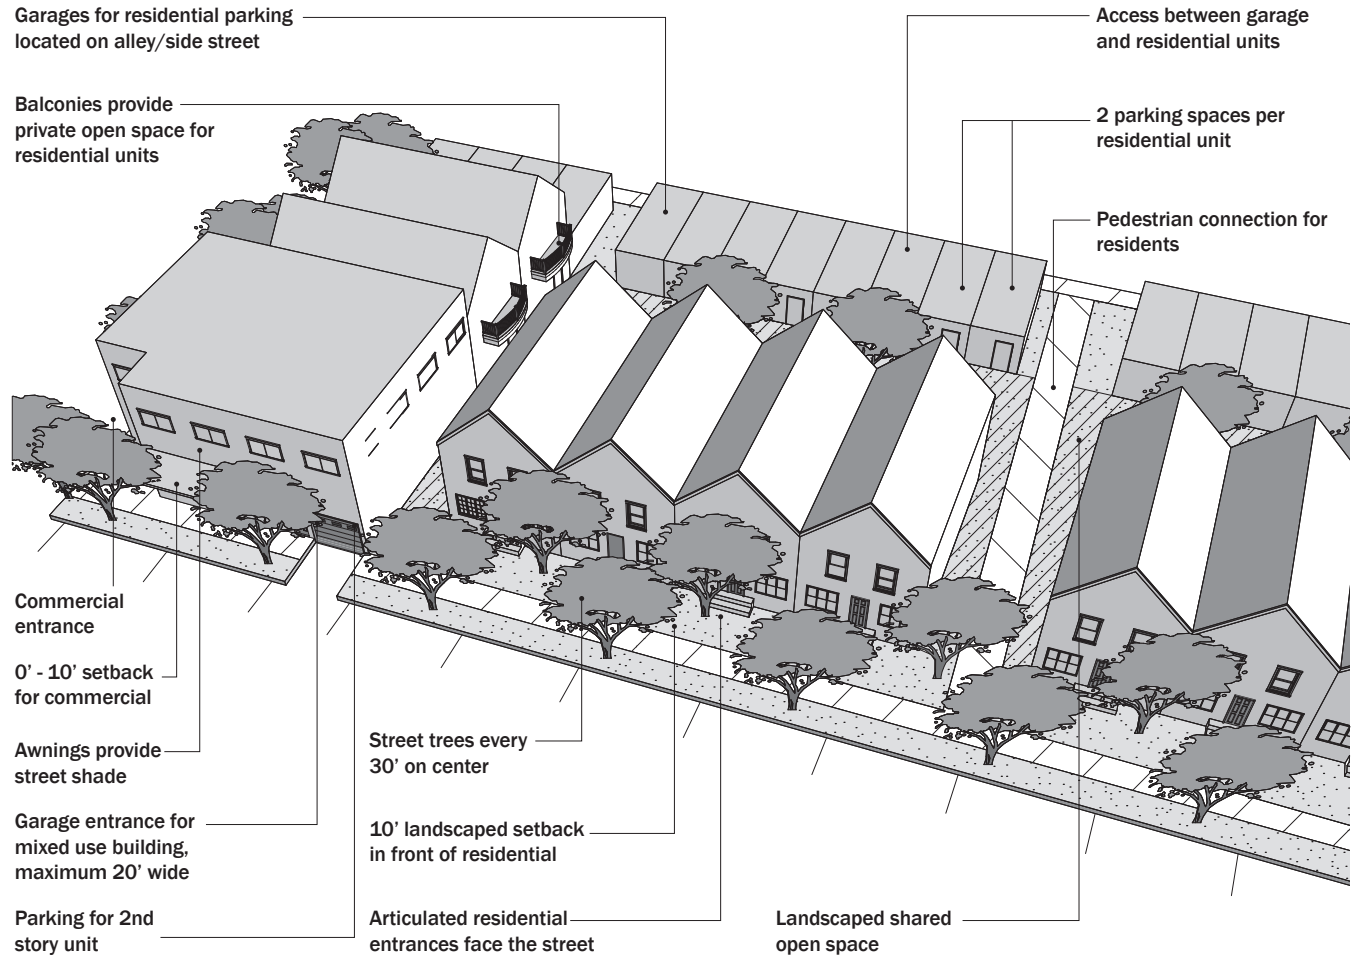 Garages for residential parking
located on alley/side street
Balconies provide
private open space for
residential units
Access between garage
and residential units
2 parking spaces per
residential unit
Pedestrian connection for
residents
Commercial
entrance
0’ - 10’ setback
for commercial
Awnings provide
street shade
Garage entrance for
mixed use building,
maximum 20’ wide
Parking for 2nd
story unit
Street trees every
30’ on center
10’ landscaped setback
in front of residential
Articulated residential
entrances face the street
Landscaped shared
open space